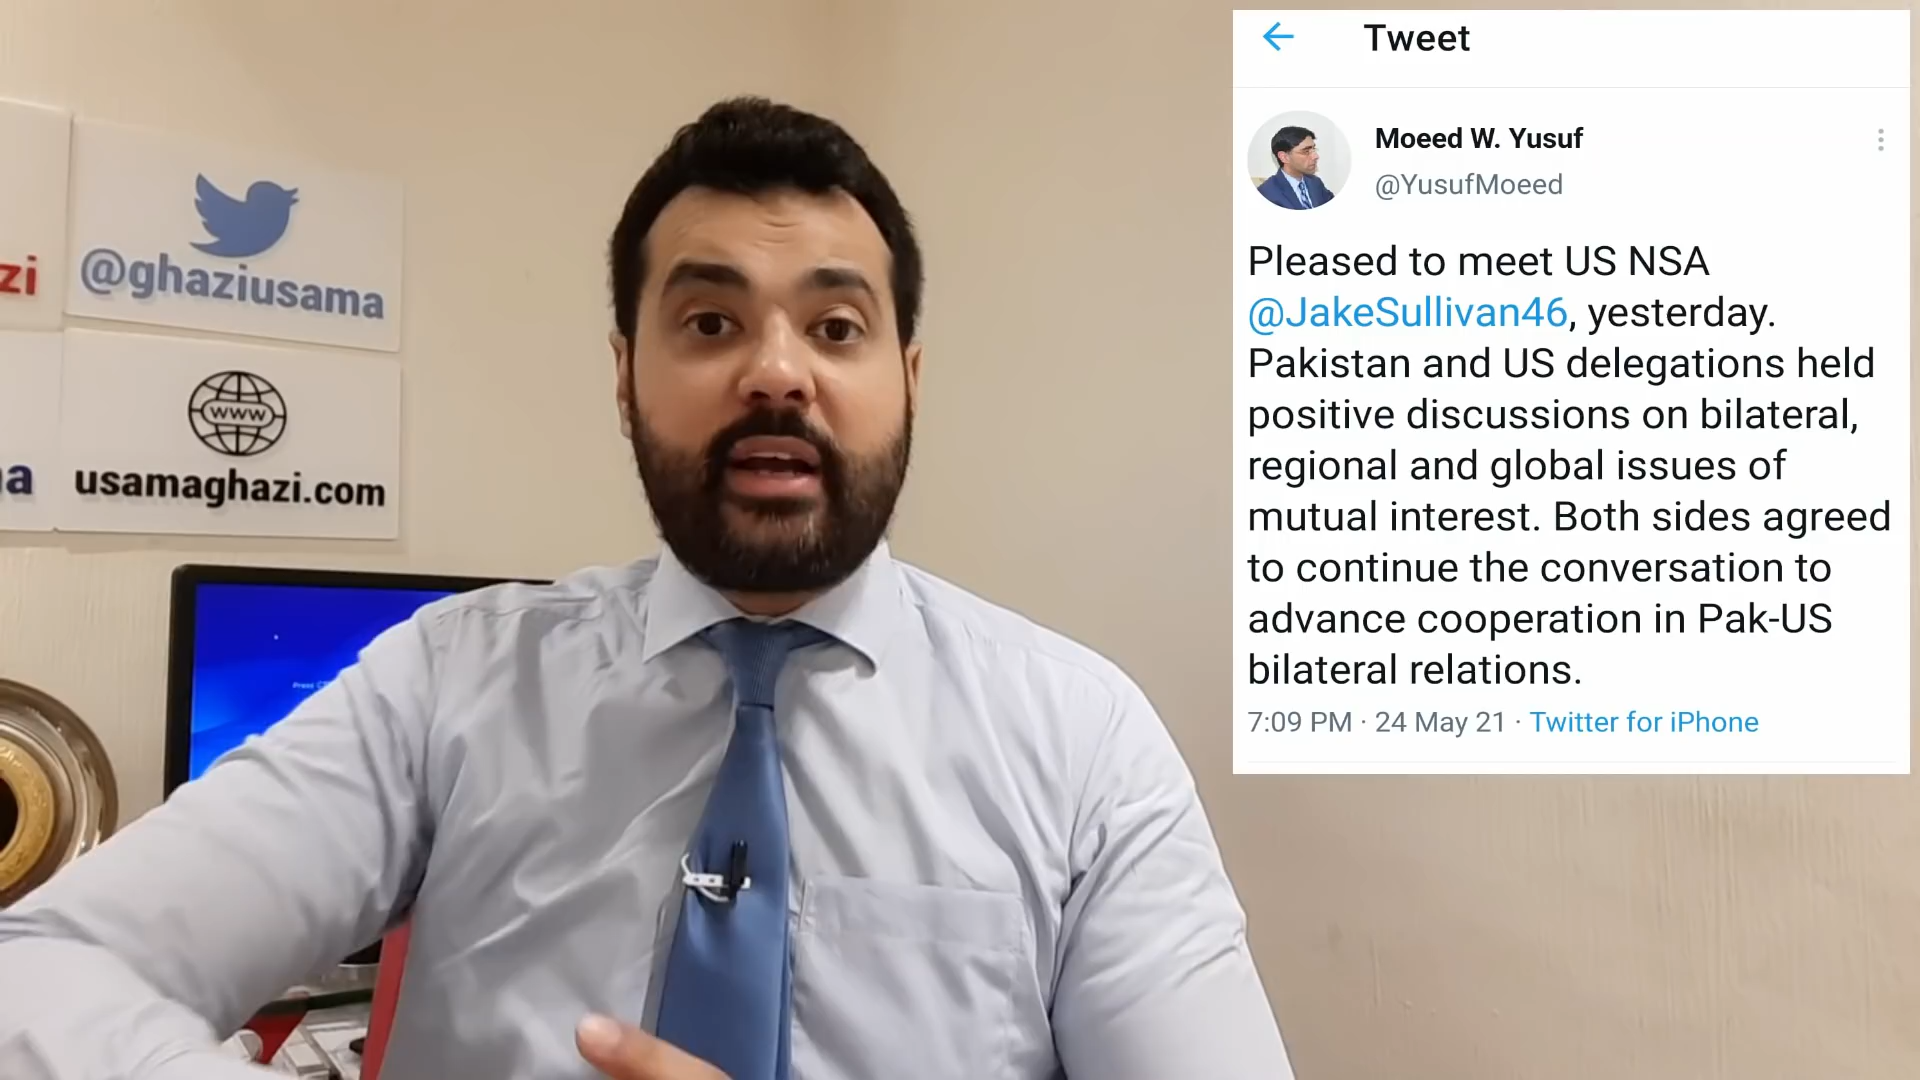 zi
@ghaziusama
www
a
usamaghazi.com
Tweet
Moeed W. Yusuf
@YusufMoeed
Pleased to meet US NSA
@JakeSullivan46, yesterday.
Pakistan and US delegations held
positive discussions on bilateral,
regional and global issues of
mutual interest. Both sides agreed
to continue the conversation to
advance cooperation in Pak-US
bilateral relations.
7:09 PM · 24 May 21 · Twitter for iPhone